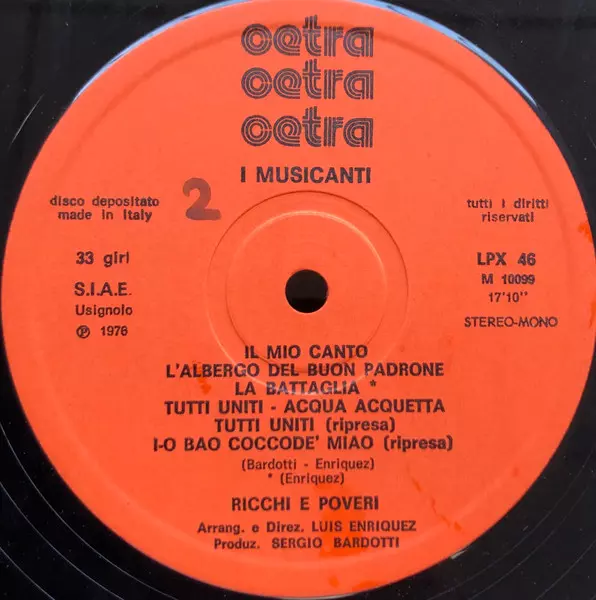 cetra
cetra
cetra
I MUSICANTI
disco depositato
made in Italy
2
tutti i diritti
riservati
33 giri
S.I.A.E.
Usignolo
℗ 1976
LPX 46
M 10099
17'10"
STEREO-MONO
IL MIO CANTO
L'ALBERGO DEL BUON PADRONE
LA BATTAGLIA *
TUTTI UNITI - ACQUA ACQUETTA
TUTTI UNITI (ripresa)
I-O BAO COCCODE' MIAO (ripresa)
(Bardotti - Enriquez)
* (Enriquez)
RICCHI E POVERI
Arrang. e Direz. LUIS ENRIQUEZ
Produz. SERGIO BARDOTTI